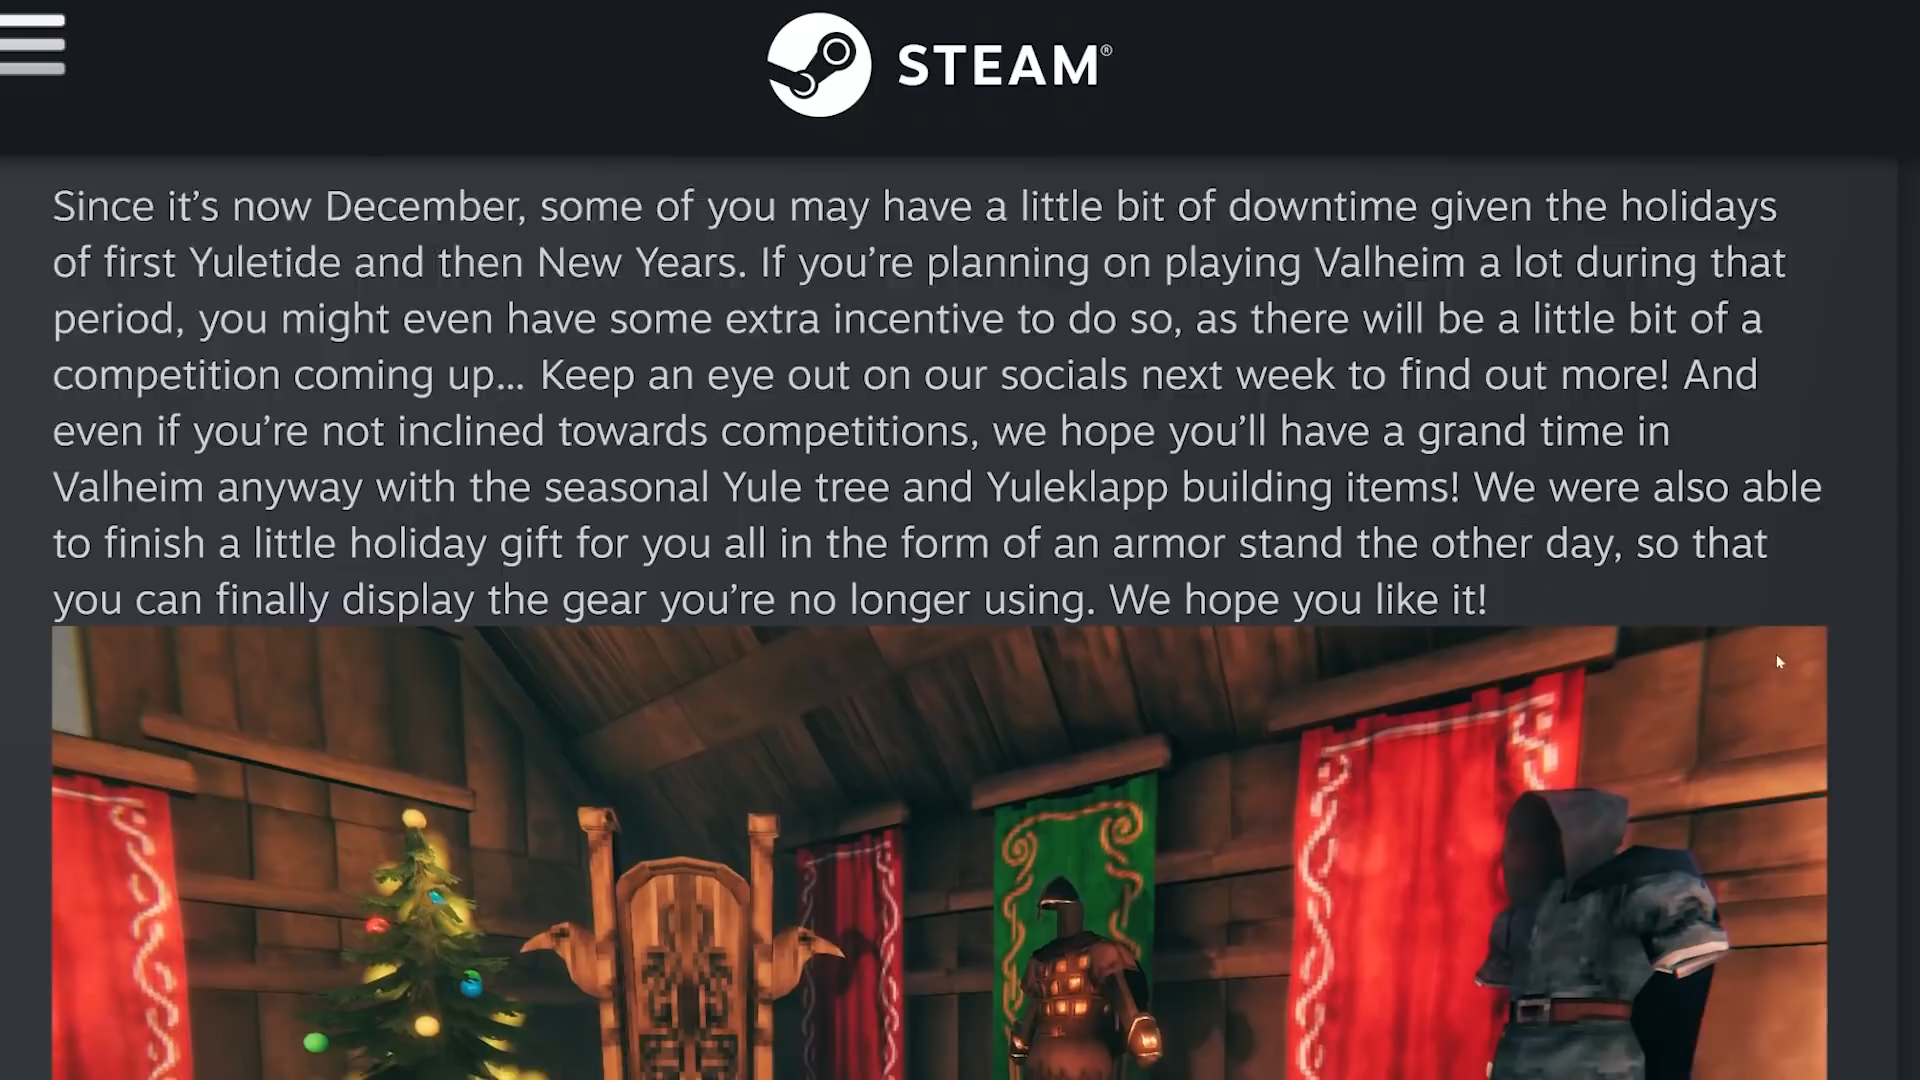 STEAM®
Since it’s now December, some of you may have a little bit of downtime given the holidays
of first Yuletide and then New Years. If you’re planning on playing Valheim a lot during that
period, you might even have some extra incentive to do so, as there will be a little bit of a
competition coming up... Keep an eye out on our socials next week to find out more! And
even if you’re not inclined towards competitions, we hope you’ll have a grand time in
Valheim anyway with the seasonal Yule tree and Yuleklapp building items! We were also able
to finish a little holiday gift for you all in the form of an armor stand the other day, so that
you can finally display the gear you’re no longer using. We hope you like it!